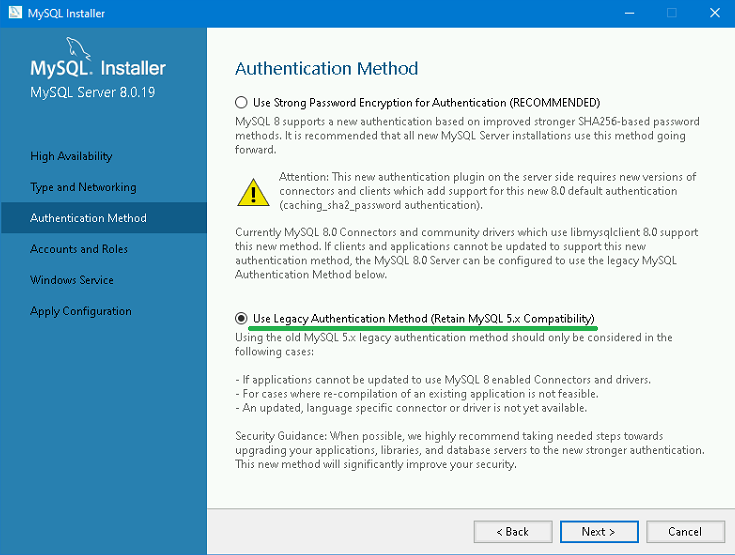 MySQL Installer
MySQL. Installer
MySQL Server 8.0.19
High Availability
Type and Networking
Authentication Method
Accounts and Roles
Windows Service
Apply Configuration
Authentication Method
Use Strong Password Encryption for Authentication (RECOMMENDED)
MySQL 8 supports a new authentication based on improved stronger SHA256-based password
methods. It is recommended that all new MySQL Server installations use this method going
forward.
Attention: This new authentication plugin on the server side requires new versions of
connectors and clients which add support for this new 8.0 default authentication
(caching_sha2_password authentication).
Currently MySQL 8.0 Connectors and community drivers which use libmysqlclient 8.0 support
this new method. If clients and applications cannot be updated to support this new
authentication method, the MySQL 8.0 Server can be configured to use the legacy MySQL
Authentication Method below.
Use Legacy Authentication Method (Retain MySQL 5.x Compatibility)
Using the old MySQL 5.x legacy authentication method should only be considered in the
following cases:
- If applications cannot be updated to use MySQL 8 enabled Connectors and drivers.
- For cases where re-compilation of an existing application is not feasible.
- An updated, language specific connector or driver is not yet available.
Security Guidance: When possible, we highly recommend taking needed steps towards
upgrading your applications, libraries, and database servers to the new stronger authentication.
This new method will significantly improve your security.
< Back
Next >
Cancel